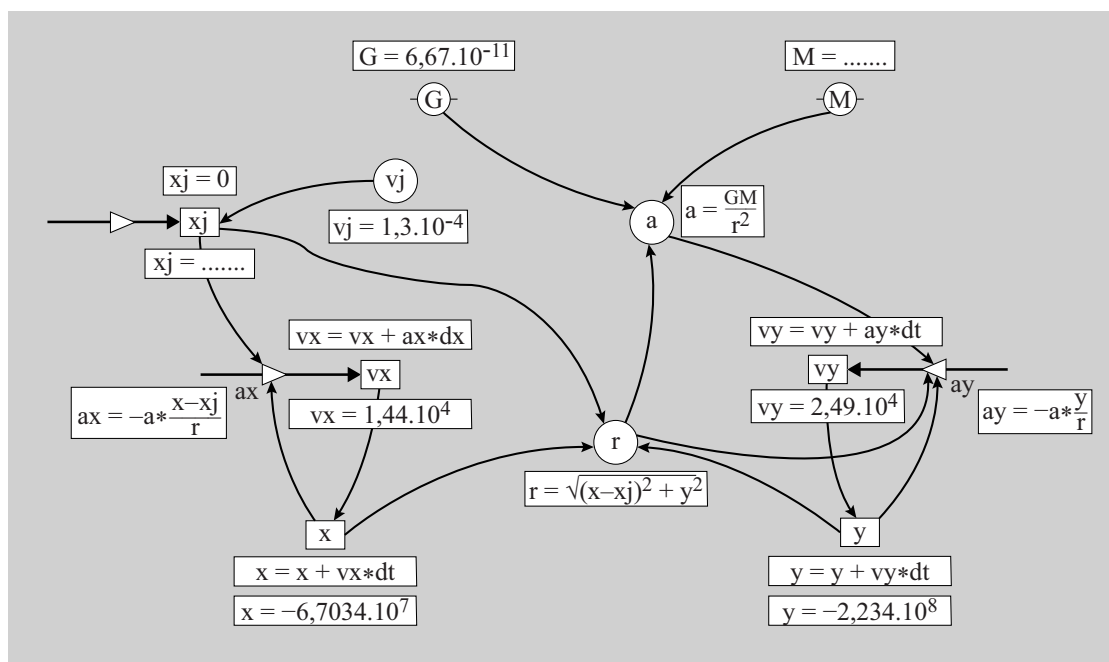 G = 6,67.10-11
M = .......
G
M
xj = 0
vj
xj
vj = 1,3.10-4
a
a = GM/r2
xj = .......
vx = vx + ax*dx
vy = vy + ay*dt
vx
vy
ax
ay
ax = −a*x−xj/r
vx = 1,44.104
vy = 2,49.104
ay = −a*y/r
r
r = √(x−xj)2 + y2
x
y
x = x + vx*dt
y = y + vy*dt
x = −6,7034.107
y = −2,234.108